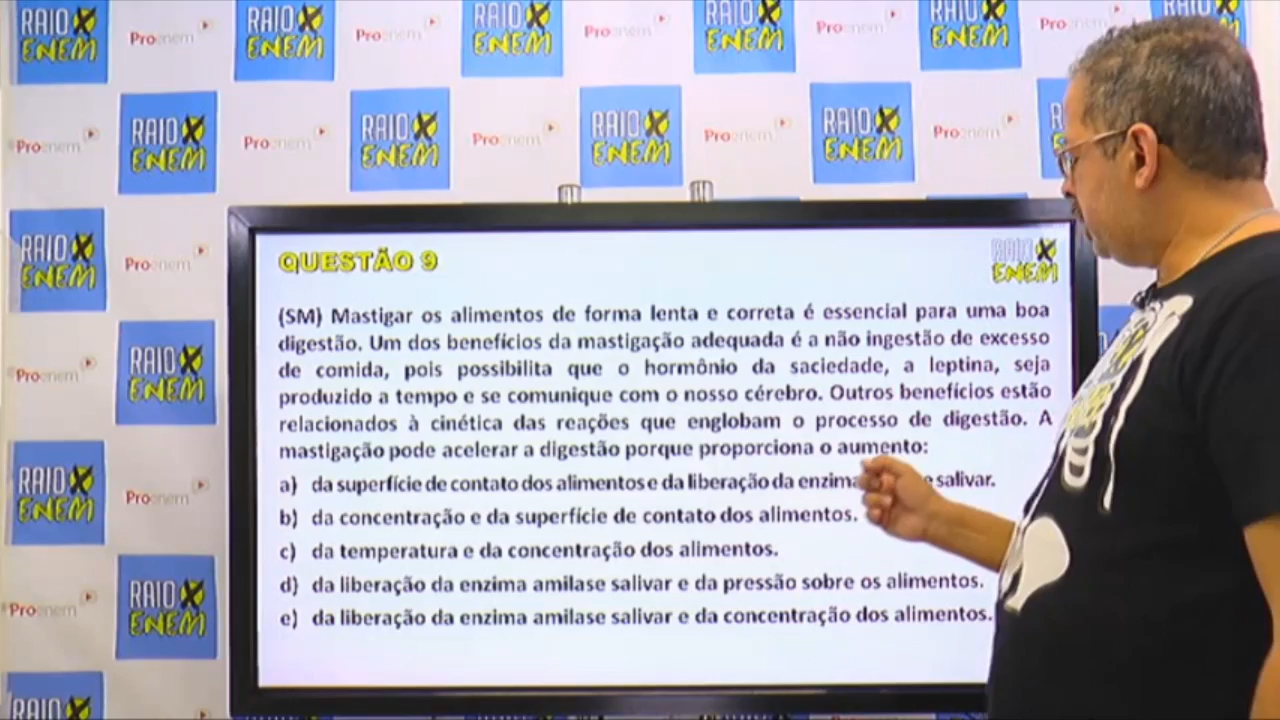 RAIO X
ENEM
Proenem
QUESTÃO 9
RAIO X
ENEM
(SM) Mastigar os alimentos de forma lenta e correta é essencial para uma boa
digestão. Um dos benefícios da mastigação adequada é a não ingestão de excesso
de comida, pois possibilita que o hormônio da saciedade, a leptina, seja
produzido a tempo e se comunique com o nosso cérebro. Outros benefícios estão
relacionados à cinética das reações que englobam o processo de digestão. A
mastigação pode acelerar a digestão porque proporciona o aumento:
a) da superfície de contato dos alimentos e da liberação da enzima salivar.
b) da concentração e da superfície de contato dos alimentos.
c) da temperatura e da concentração dos alimentos.
d) da liberação da enzima amilase salivar e da pressão sobre os alimentos.
e) da liberação da enzima amilase salivar e da concentração dos alimentos.